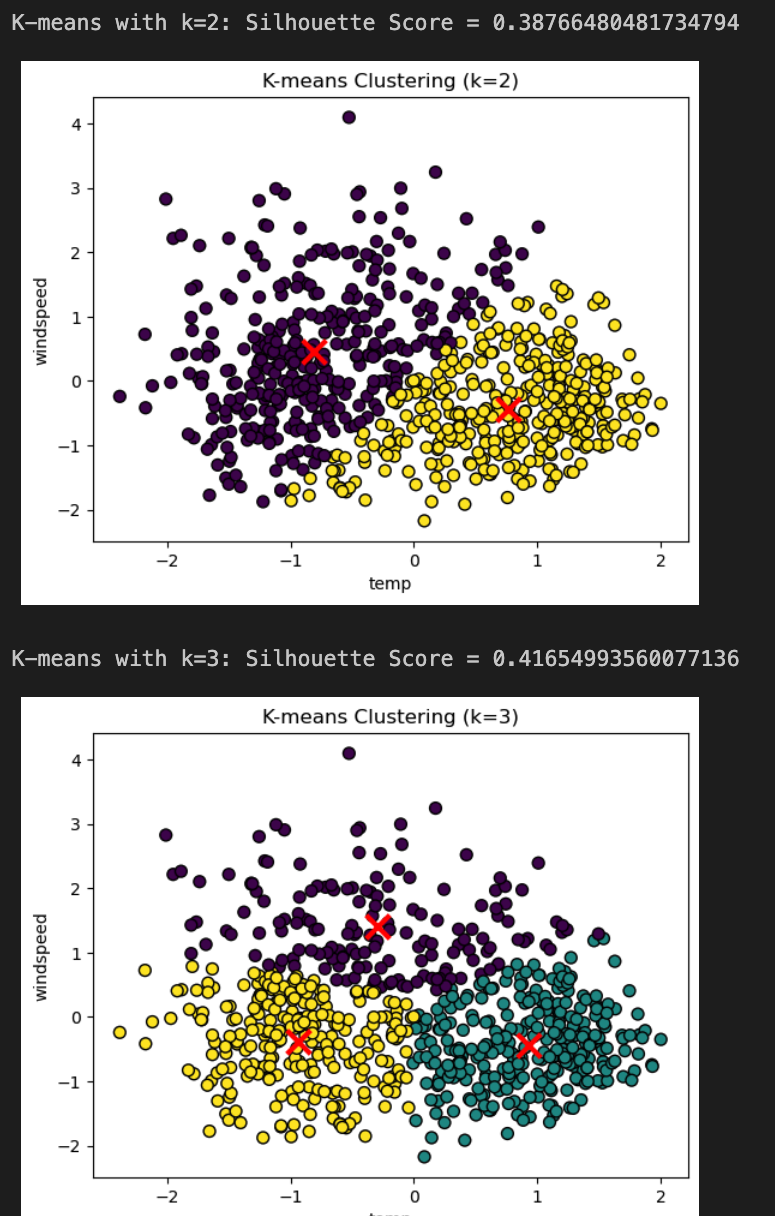 K-means with k=2: Silhouette Score = 0.38766480481734794
K-means Clustering (k=2)
4
3
2
1
0
−1
−2
windspeed
−2 −1 0 1 2
temp
K-means with k=3: Silhouette Score = 0.41654993560077136
K-means Clustering (k=3)
4
3
2
1
0
−1
−2
windspeed
−2 −1 0 1 2